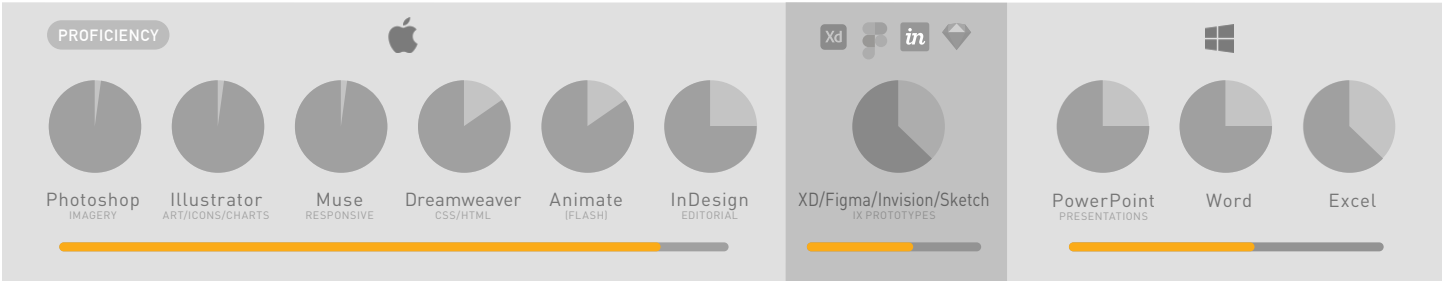 PROFICIENCY
Xd
in
Photoshop
IMAGERY
Illustrator
ART/ICONS/CHARTS
Muse
RESPONSIVE
Dreamweaver
CSS/HTML
Animate
(FLASH)
InDesign
EDITORIAL
XD/Figma/Invision/Sketch
IX PROTOTYPES
PowerPoint
PRESENTATIONS
Word
Excel